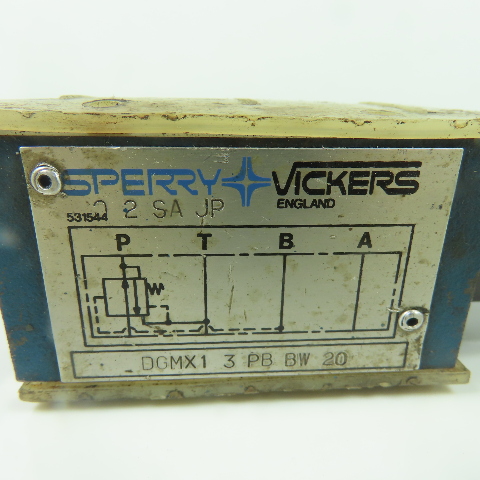 SPERRY VICKERS
ENGLAND
531544 2 SA JP
P T B A
DGMX1 3 PB BW 20